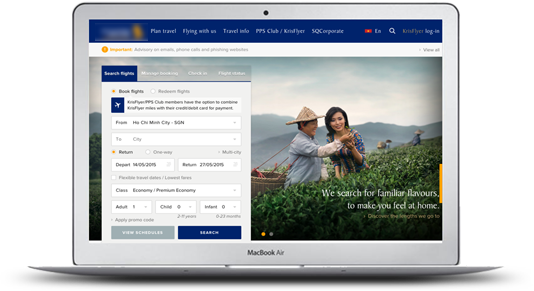 Plan travel Flying with us Travel info PPS Club / KrisFlyer SQCorporate En KrisFlyer log-in
Important: Advisory on emails, phone calls and phishing websites View all
Search flights Manage booking Check in Flight status
Book flights Redeem flights
KrisFlyer/PPS Club members have the option to combine
KrisFlyer miles with their credit/debit card for payment.
From Ho Chi Minh City - SGN
To City
Return One-way Multi-city
Depart 14/05/2015 Return 27/05/2015
Flexible travel dates / Lowest fares
Class Economy / Premium Economy
Adult 1 Child 0 Infant 0
2-11 years 0-23 months
Apply promo code
VIEW SCHEDULES SEARCH
We search for familiar flavours,
to make you feel at home.
Discover the lengths we go to
MacBook Air